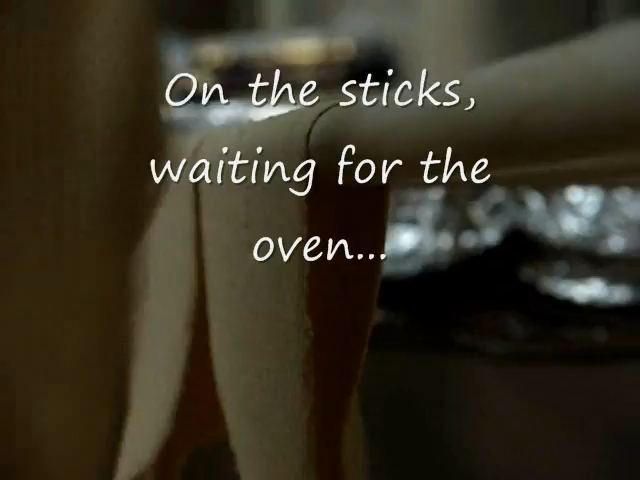 On the sticks,
waiting for the
oven...